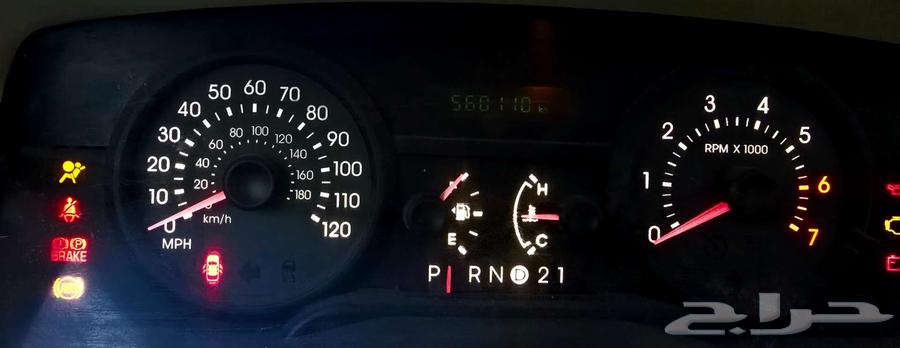 5601110
0 10 20 30 40 50 60 70 80 90 100 110 120
20 40 60 80 100 120 140 160 180
km/h
MPH
BRAKE
ABS
H
E
C
P R N D 2 1
0 1 2 3 4 5 6 7
RPM X 1000
حراج